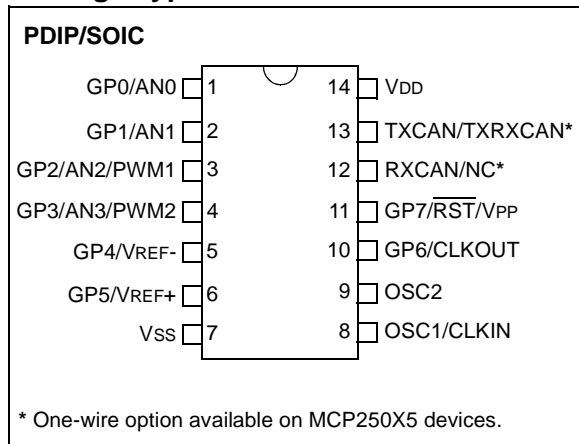 PDIP/SOIC
GP0/AN0 1 14 VDD
GP1/AN1 2 13 TXCAN/TXRXCAN*
GP2/AN2/PWM1 3 12 RXCAN/NC*
GP3/AN3/PWM2 4 11 GP7/RST/VPP
GP4/VREF- 5 10 GP6/CLKOUT
GP5/VREF+ 6 9 OSC2
VSS 7 8 OSC1/CLKIN
* One-wire option available on MCP250X5 devices.